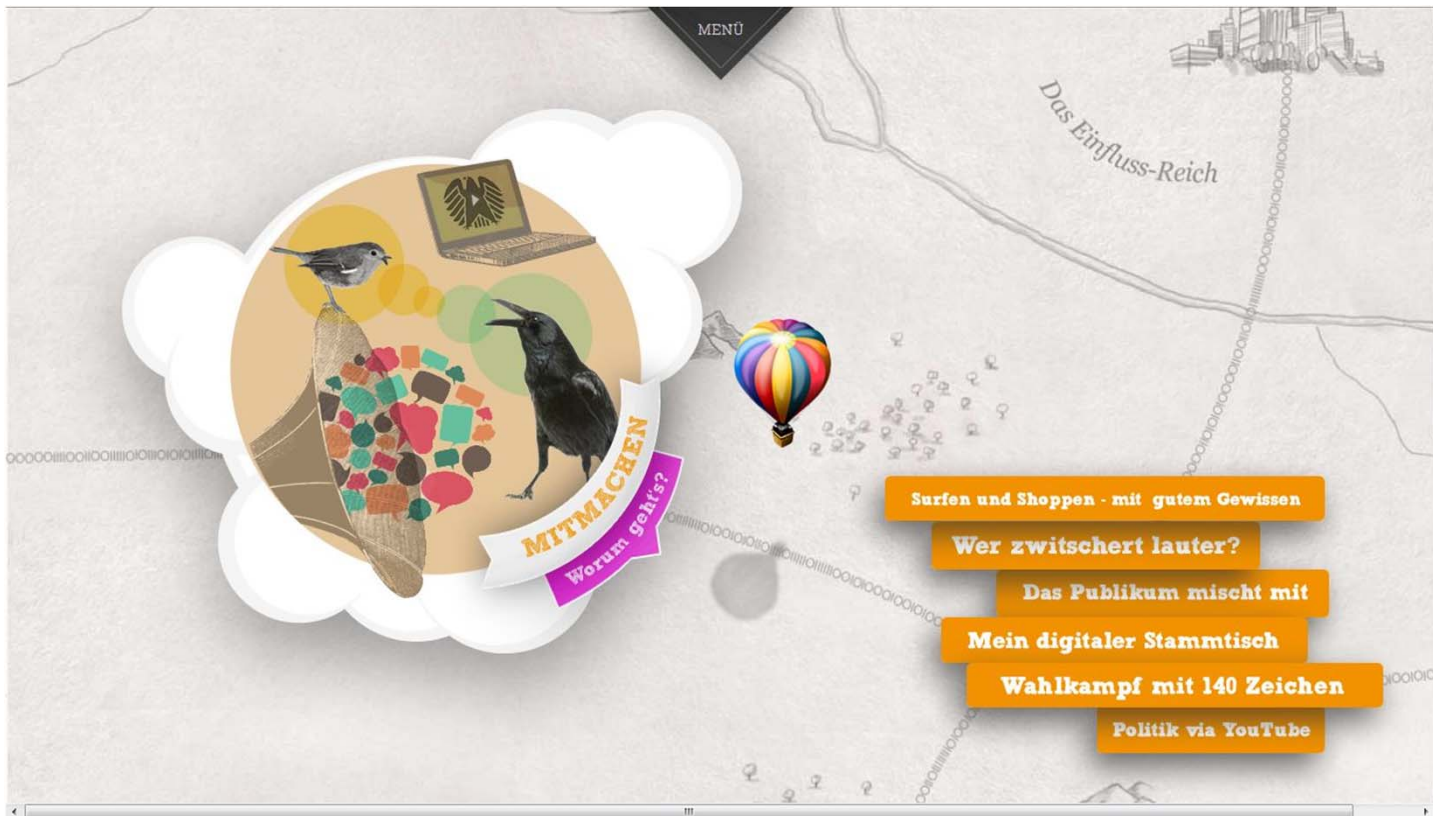 MENÜ
Das Einfluss-Reich
MITMACHEN
Worum geht's?
Surfen und Shoppen - mit gutem Gewissen
Wer zwitschert lauter?
Das Publikum mischt mit
Mein digitaler Stammtisch
Wahlkampf mit 140 Zeichen
Politik via YouTube